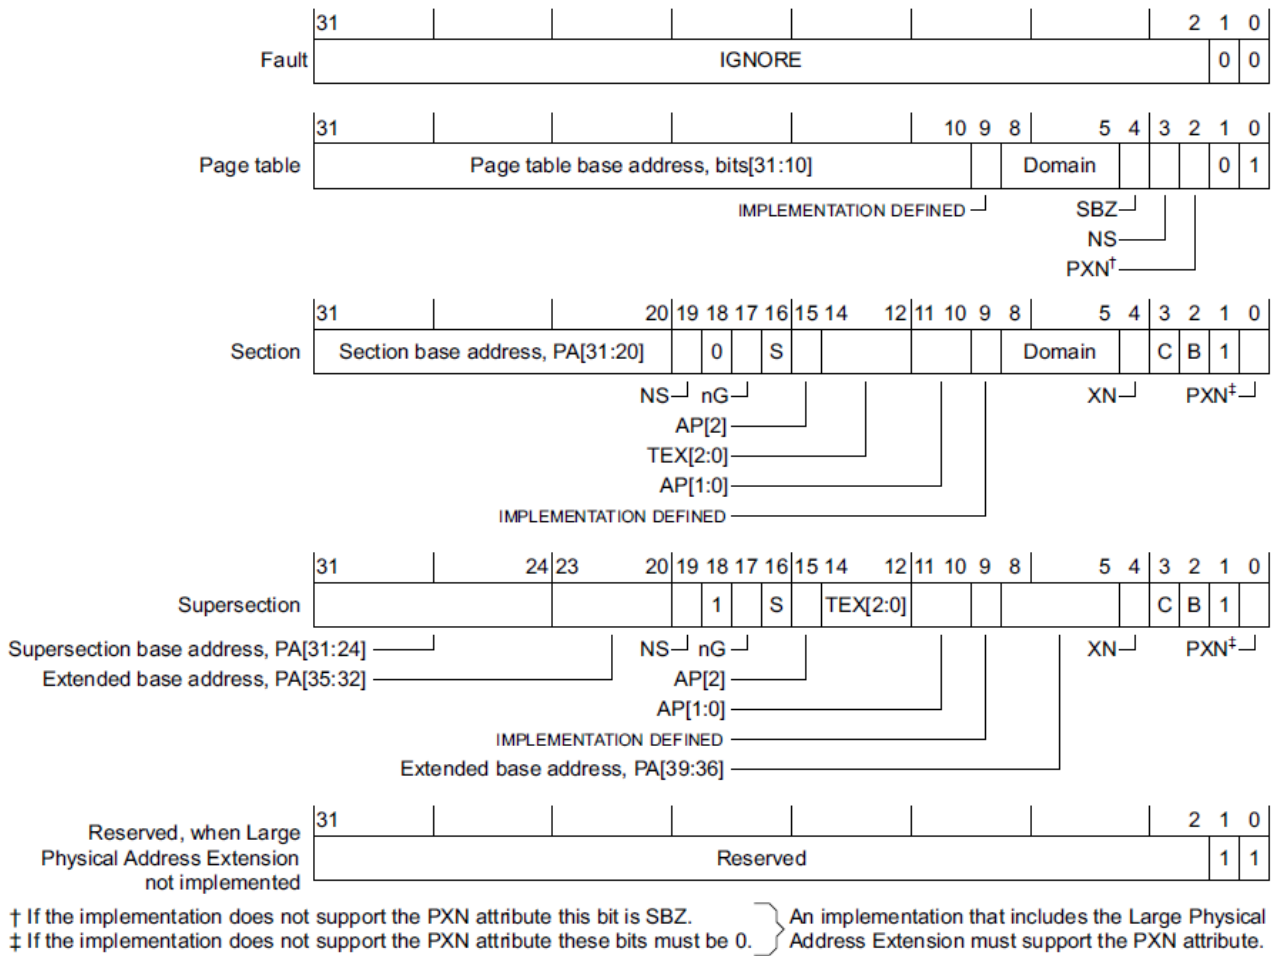 31 2 1 0
Fault IGNORE 0 0
31 10 9 8 5 4 3 2 1 0
Page table Page table base address, bits[31:10] Domain 0 1
IMPLEMENTATION DEFINED SBZ
NS
PXN†
31 20 19 18 17 16 15 14 12 11 10 9 8 5 4 3 2 1 0
Section Section base address, PA[31:20] 0 S Domain C B 1
NS nG XN PXN‡
AP[2]
TEX[2:0]
AP[1:0]
IMPLEMENTATION DEFINED
31 24 23 20 19 18 17 16 15 14 12 11 10 9 8 5 4 3 2 1 0
Supersection 1 S TEX[2:0] C B 1
Supersection base address, PA[31:24] NS nG XN PXN‡
Extended base address, PA[35:32] AP[2]
AP[1:0]
IMPLEMENTATION DEFINED
Extended base address, PA[39:36]
31 2 1 0
Reserved, when Large
Physical Address Extension Reserved 1 1
not implemented
† If the implementation does not support the PXN attribute this bit is SBZ. An implementation that includes the Large Physical
‡ If the implementation does not support the PXN attribute these bits must be 0. Address Extension must support the PXN attribute.